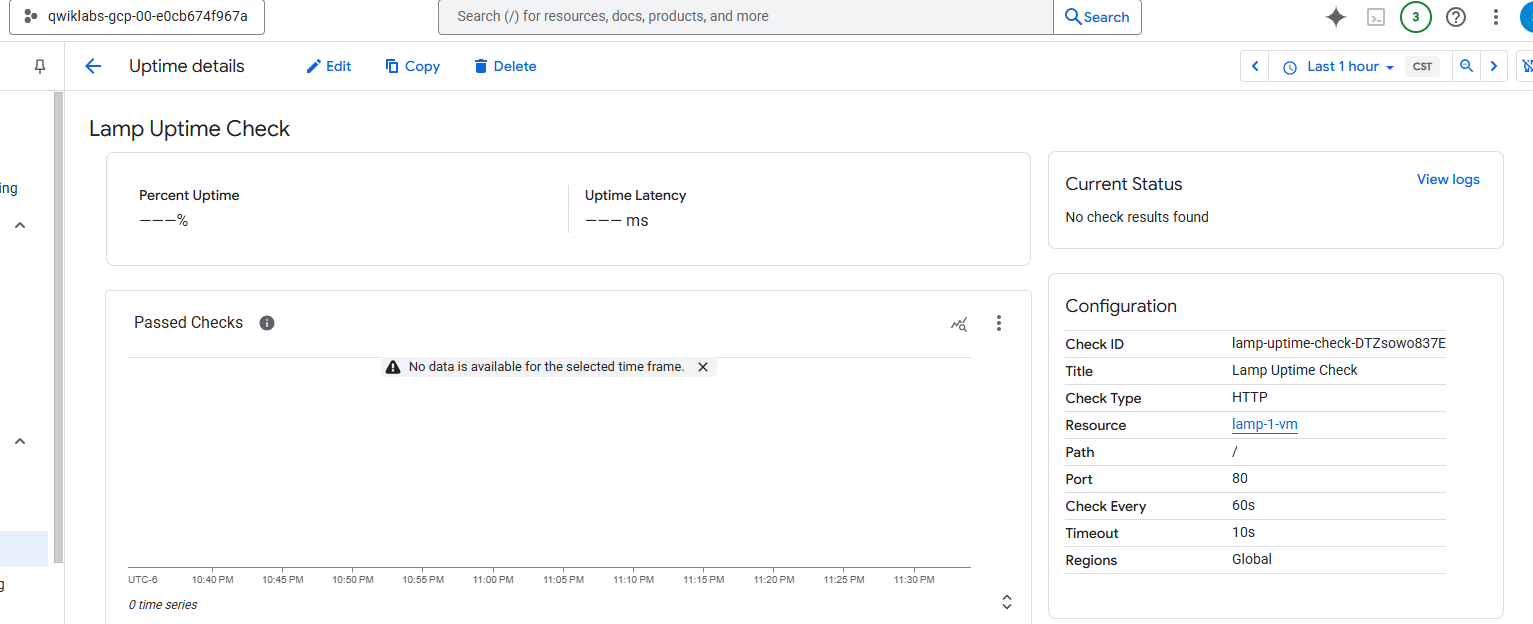 qwiklabs-gcp-00-e0cb674f967a
Search (/) for resources, docs, products, and more
Search
3
Uptime details
Edit
Copy
Delete
Last 1 hour
CST
Lamp Uptime Check
ing
Percent Uptime
———%
Uptime Latency
——— ms
Current Status
View logs
No check results found
Passed Checks
No data is available for the selected time frame.
UTC-6 10:40 PM 10:45 PM 10:50 PM 10:55 PM 11:00 PM 11:05 PM 11:10 PM 11:15 PM 11:20 PM 11:25 PM 11:30 PM
0 time series
g
Configuration
Check ID lamp-uptime-check-DTZsowo837E
Title Lamp Uptime Check
Check Type HTTP
Resource lamp-1-vm
Path /
Port 80
Check Every 60s
Timeout 10s
Regions Global